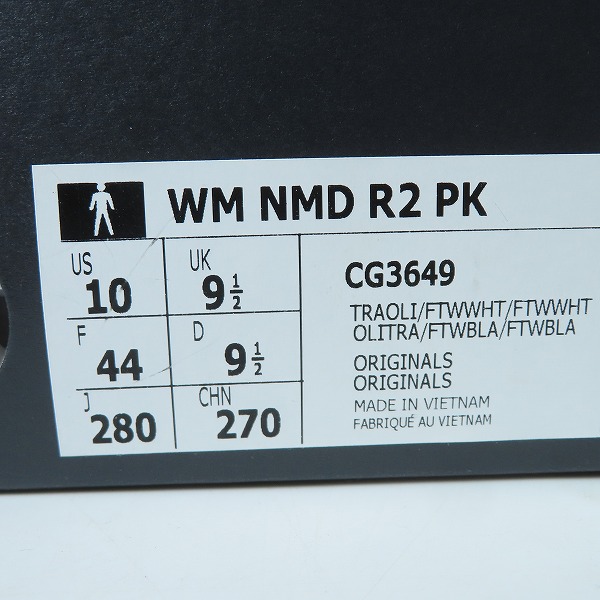 WM NMD R2 PK
US 10 UK 9 1/2
F 44 D 9 1/2
J 280 CHN 270
CG3649
TRAOLI/FTWWHT/FTWWHT
OLITRA/FTWBLA/FTWBLA
ORIGINALS
ORIGINALS
MADE IN VIETNAM
FABRIQUÉ AU VIETNAM